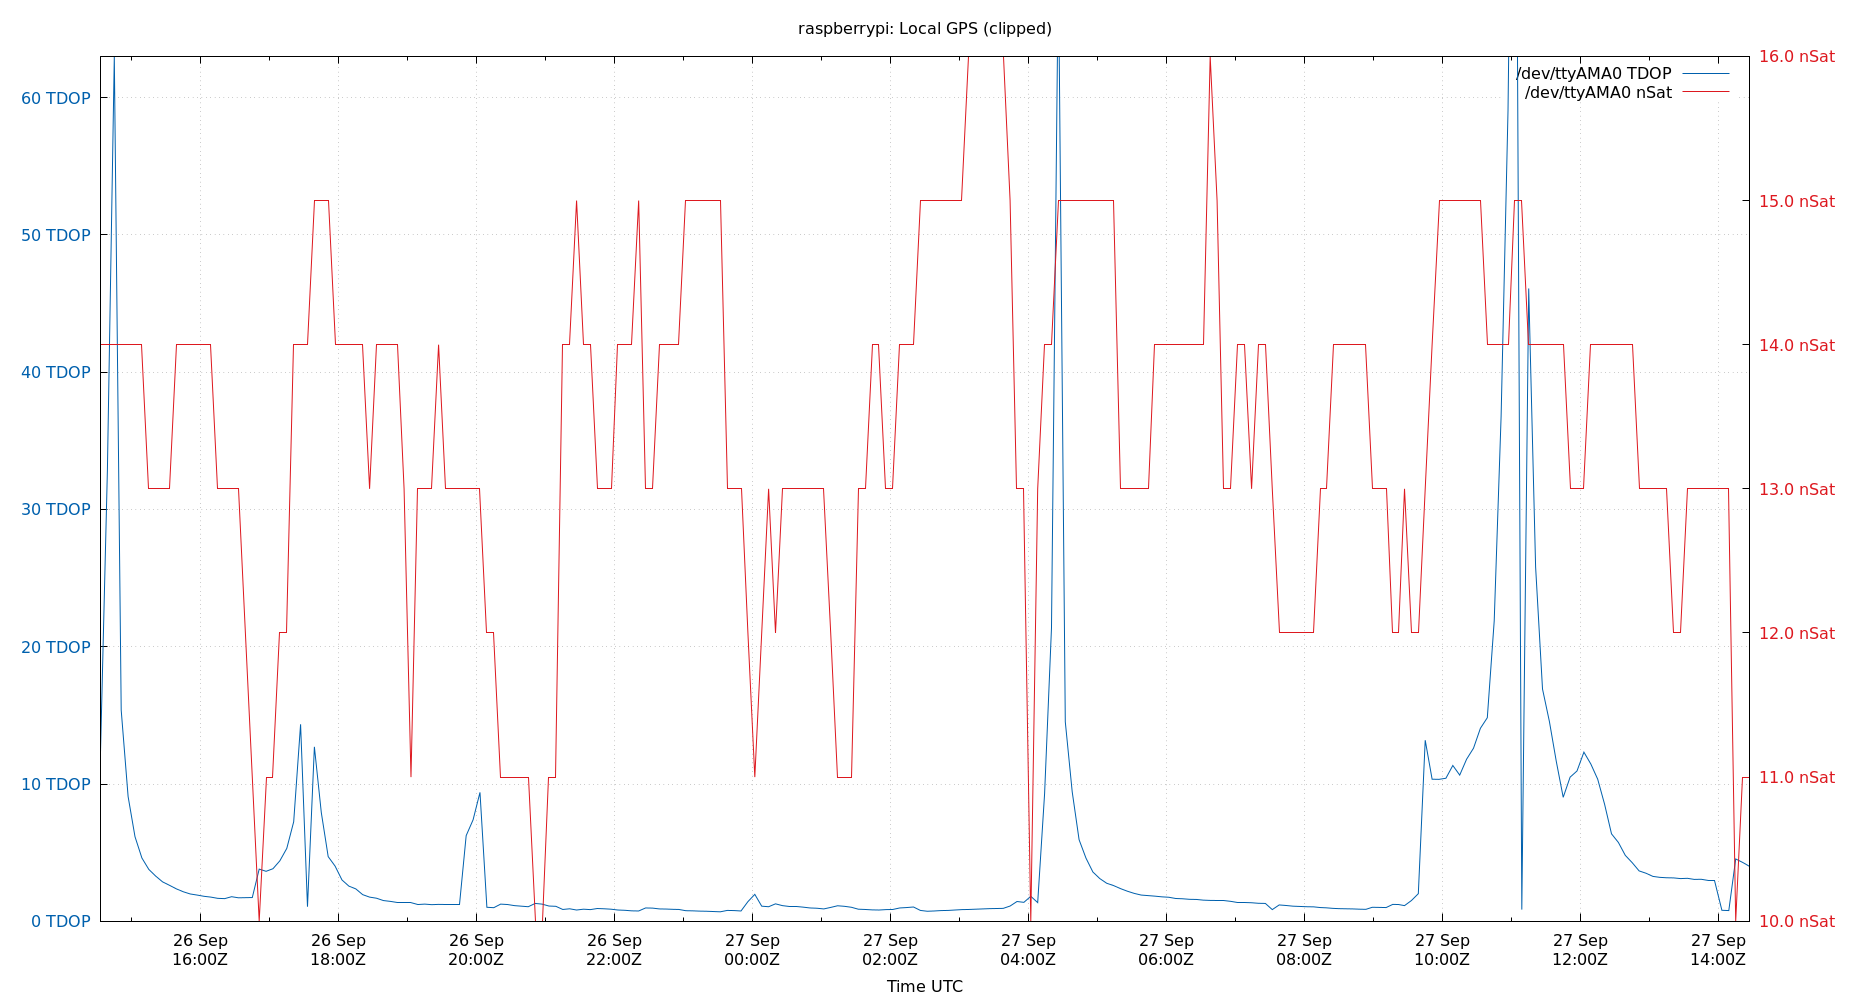 raspberrypi: Local GPS (clipped)
/dev/ttyAMA0 TDOP
/dev/ttyAMA0 nSat
60 TDOP
50 TDOP
40 TDOP
30 TDOP
20 TDOP
10 TDOP
0 TDOP
16.0 nSat
15.0 nSat
14.0 nSat
13.0 nSat
12.0 nSat
11.0 nSat
10.0 nSat
26 Sep
16:00Z
26 Sep
18:00Z
26 Sep
20:00Z
26 Sep
22:00Z
27 Sep
00:00Z
27 Sep
02:00Z
27 Sep
04:00Z
27 Sep
06:00Z
27 Sep
08:00Z
27 Sep
10:00Z
27 Sep
12:00Z
27 Sep
14:00Z
Time UTC